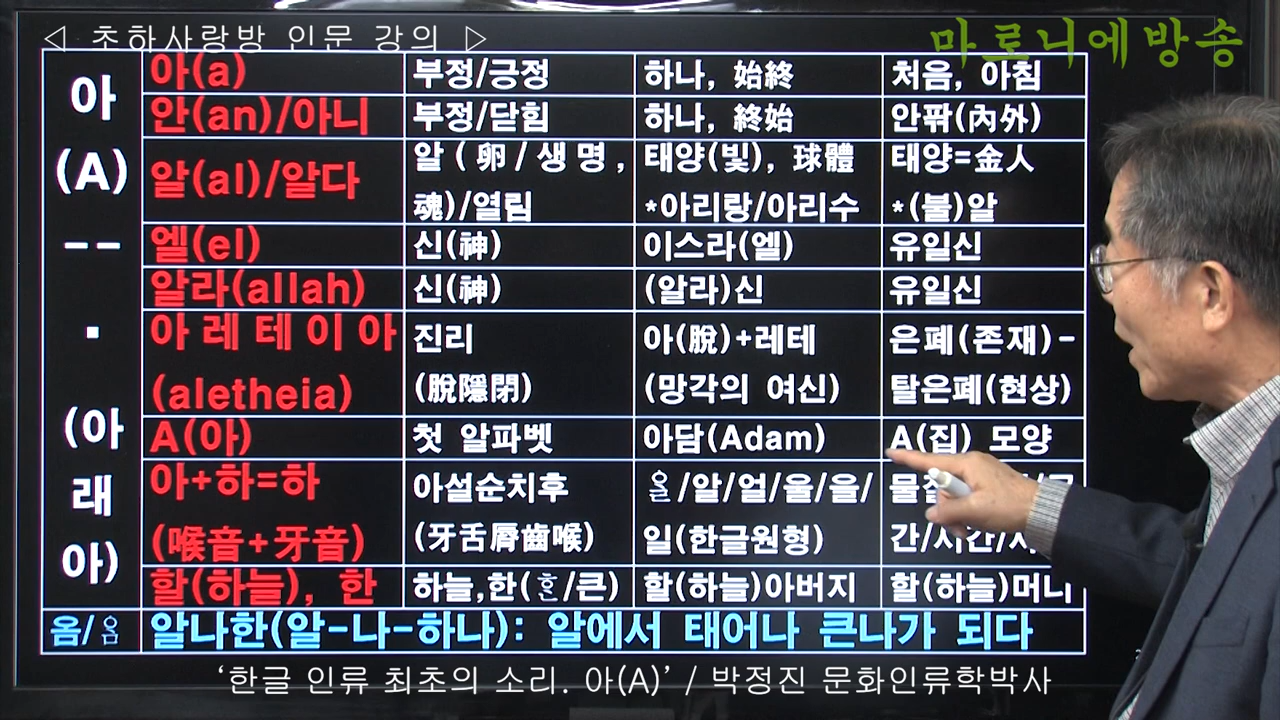 ◁ 초하사랑방 인문 강의 ▷
마로니에방송
아
(A)
--
·
(아
래
아)
아(a) 부정/긍정 하나, 始終 처음, 아침
안(an)/아니 부정/닫힘 하나, 終始 안팎(內外)
알(al)/알다 알(卵/생명, 魂)/열림 태양(빛), 球體 *아리랑/아리수 태양=金人 *(불)알
엘(el) 신(神) 이스라(엘) 유일신
알라(allah) 신(神) (알라)신 유일신
아레테이아 (aletheia) 진리 (脫隱閉) 아(脫)+레테 (망각의 여신) 은폐(존재)- 탈은폐(현상)
A(아) 첫 알파벳 아담(Adam) A(집) 모양
아+하=하 (喉音+牙音) 아설순치후 (牙舌脣齒喉) ᄋᆞᆯ/알/얼/울/을/ 일(한글원형) 간/시간/
할(하늘), 한 하늘,한(ᄒᆞᆫ/큰) 할(하늘)아버지 할(하늘)머니
옴/ᄋᆞᆷ 알나한(알-나-하나): 알에서 태어나 큰나가 되다
‘한글 인류 최초의 소리. 아(A)’ / 박정진 문화인류학박사